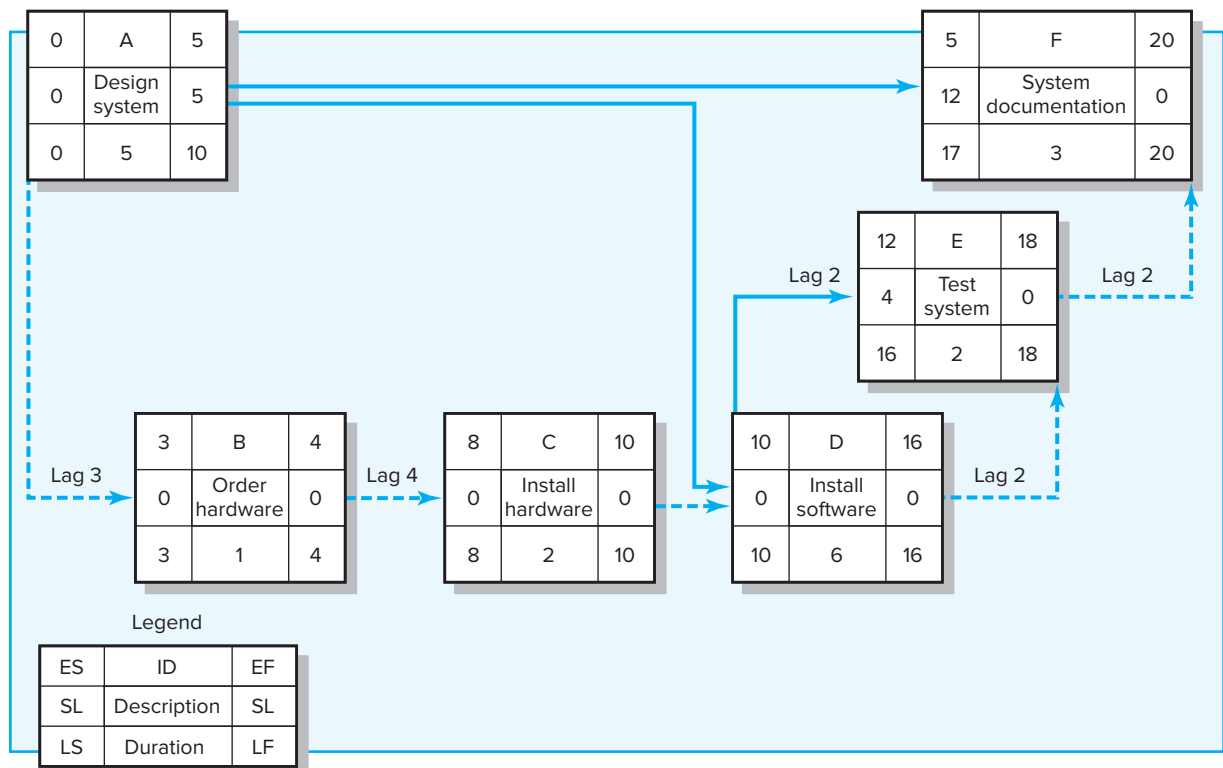 0 A 5
0 Design system 5
0 5 10
5 F 20
12 System documentation 0
17 3 20
12 E 18
Lag 2
4 Test system 0
Lag 2
16 2 18
3 B 4
Lag 3
0 Order hardware 0
3 1 4
Lag 4
8 C 10
0 Install hardware 0
8 2 10
10 D 16
0 Install software 0
Lag 2
10 6 16
Legend
ES ID EF
SL Description SL
LS Duration LF